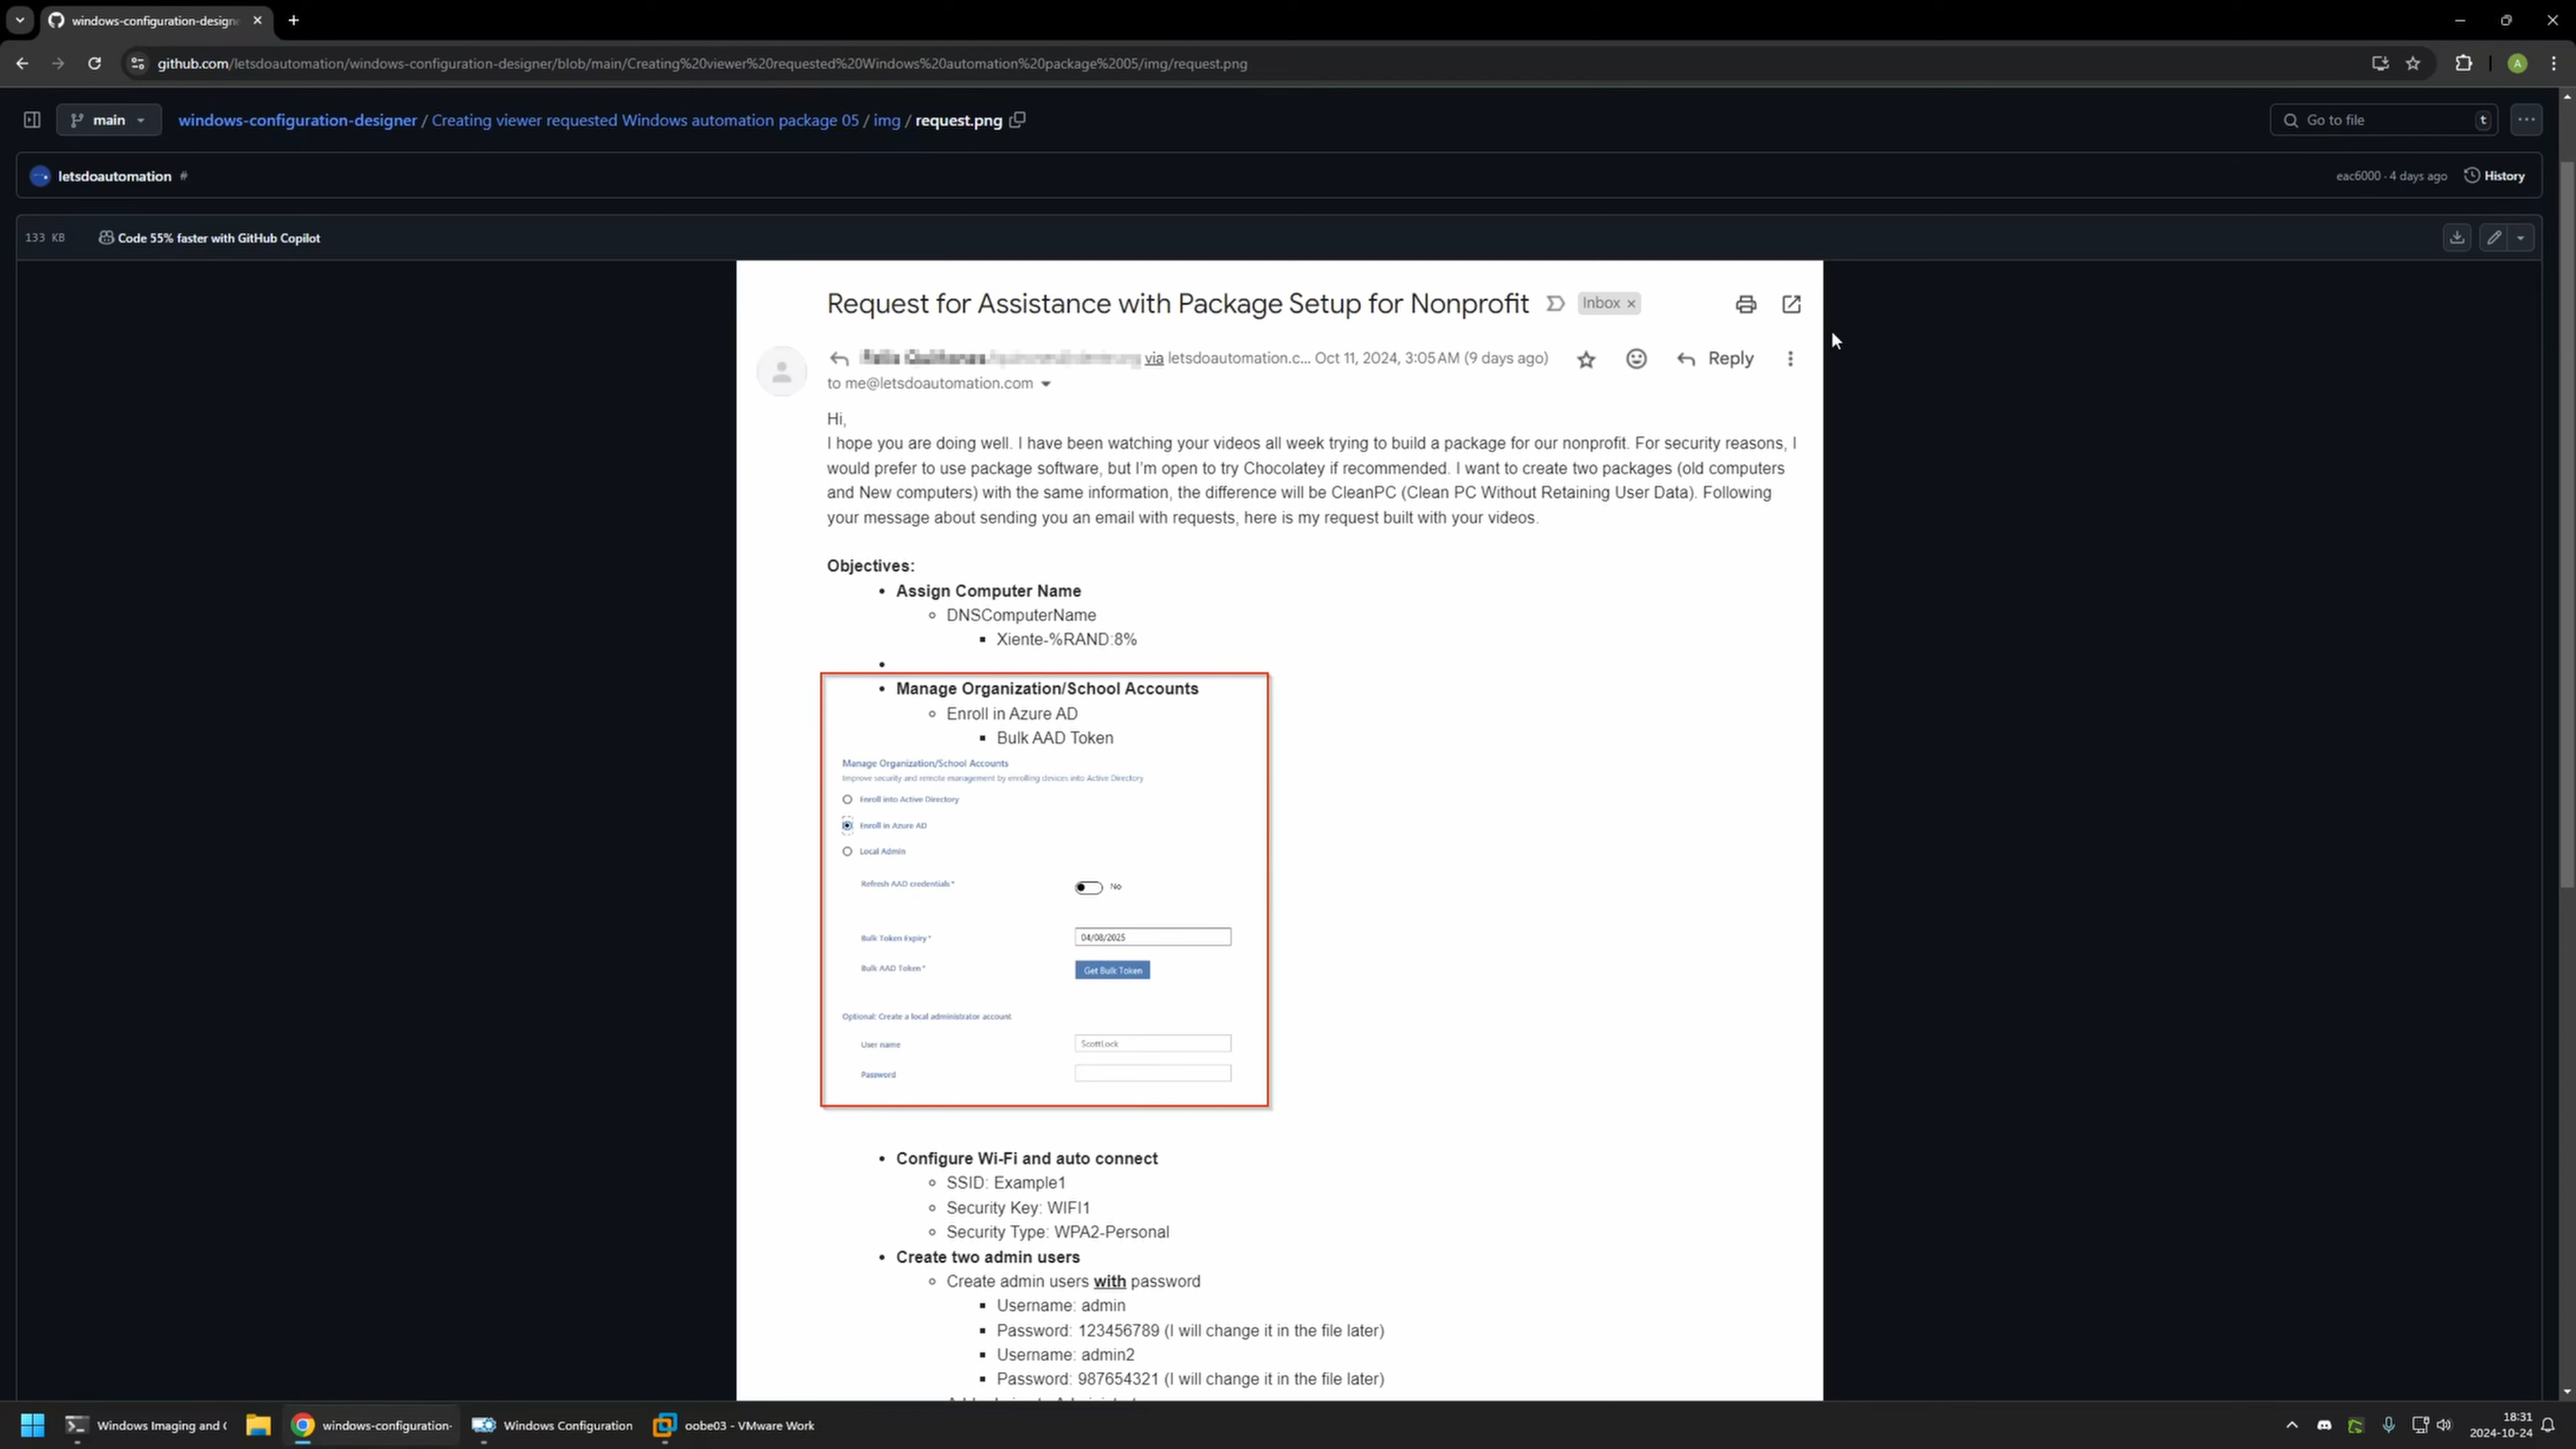 windows-configuration-designe
github.com/letsdoautomation/windows-configuration-designer/blob/main/Creating%20viewer%20requested%20Windows%20automation%20package%2005/img/request.png
A
main
windows-configuration-designer / Creating viewer requested Windows automation package 05 / img / request.png
Go to file
t
letsdoautomation #
eac6000 · 4 days ago
History
133 KB
Code 55% faster with GitHub Copilot
Request for Assistance with Package Setup for Nonprofit
Inbox ×
via letsdoautomation.c... Oct 11, 2024, 3:05 AM (9 days ago)
Reply
to me@letsdoautomation.com
Hi,
I hope you are doing well. I have been watching your videos all week trying to build a package for our nonprofit. For security reasons, I
would prefer to use package software, but I'm open to try Chocolatey if recommended. I want to create two packages (old computers
and New computers) with the same information, the difference will be CleanPC (Clean PC Without Retaining User Data). Following
your message about sending you an email with requests, here is my request built with your videos.
Objectives:
Assign Computer Name
DNSComputerName
Xiente-%RAND:8%
Manage Organization/School Accounts
Enroll in Azure AD
Bulk AAD Token
Manage Organization/School Accounts
Improve security and remote management by enrolling devices into Active Directory
Enroll into Active Directory
Enroll in Azure AD
Local Admin
Refresh AAD credentials*
No
Bulk Token Expiry*
04/08/2025
Bulk AAD Token*
Get Bulk Token
Optional: Create a local administrator account
User name
ScottLock
Password
Configure Wi-Fi and auto connect
SSID: Example1
Security Key: WIFI1
Security Type: WPA2-Personal
Create two admin users
Create admin users with password
Username: admin
Password: 123456789 (I will change it in the file later)
Username: admin2
Password: 987654321 (I will change it in the file later)
Windows Imaging and C
windows-configuration-
Windows Configuration
oobe03 - VMware Work
18:31
2024-10-24